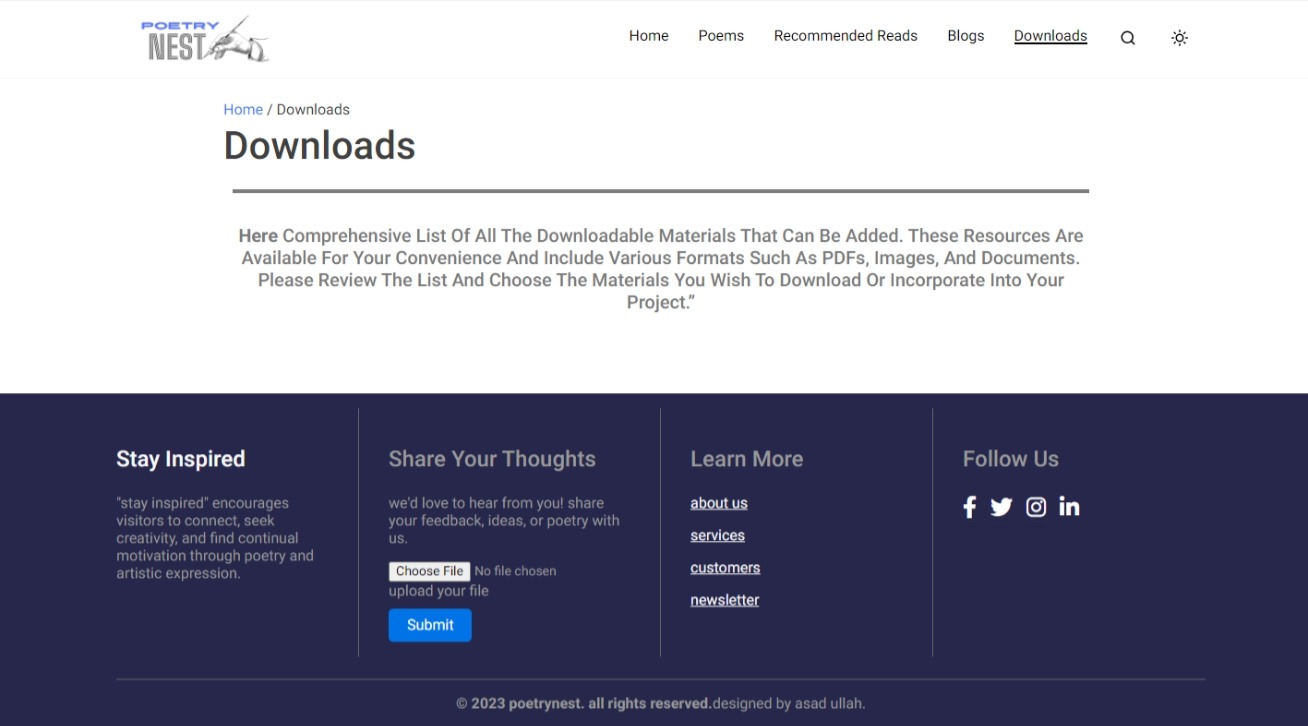 POETRY
NEST
Home Poems Recommended Reads Blogs Downloads
Home / Downloads
Downloads
Here Comprehensive List Of All The Downloadable Materials That Can Be Added. These Resources Are
Available For Your Convenience And Include Various Formats Such As PDFs, Images, And Documents.
Please Review The List And Choose The Materials You Wish To Download Or Incorporate Into Your
Project.”
Stay Inspired
"stay inspired" encourages
visitors to connect, seek
creativity, and find continual
motivation through poetry and
artistic expression.
Share Your Thoughts
we'd love to hear from you! share
your feedback, ideas, or poetry with
us.
Choose File No file chosen
upload your file
Submit
Learn More
about us
services
customers
newsletter
Follow Us
© 2023 poetrynest. all rights reserved.designed by asad ullah.